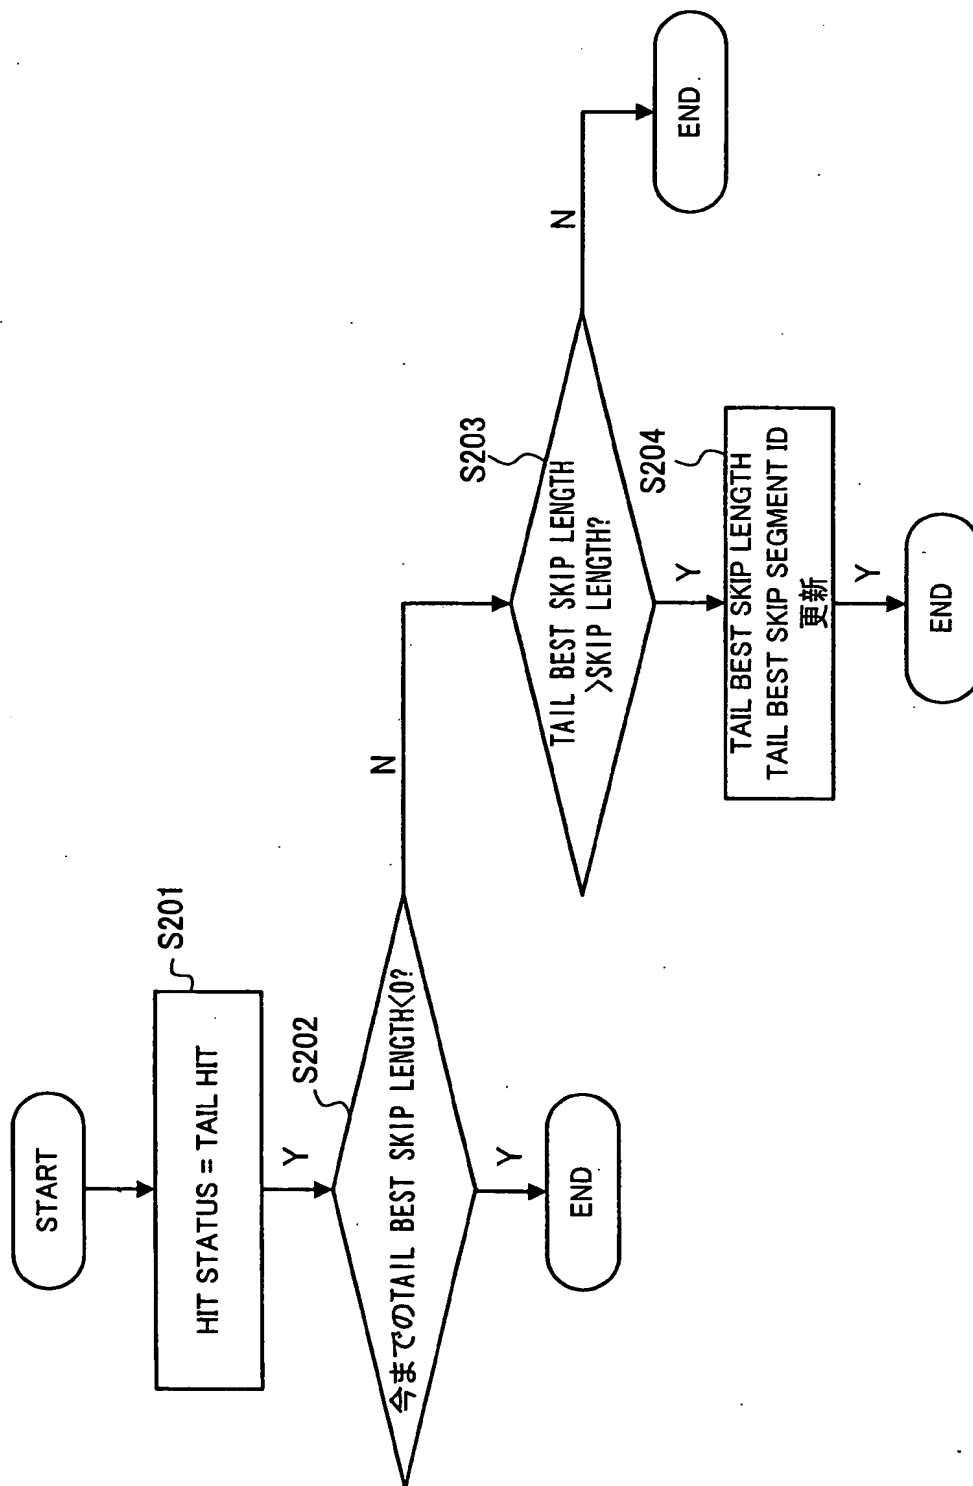 START
HIT STATUS = TAIL HIT
S201
Y
今までのTAIL BEST SKIP LENGTH<0?
S202
Y
END
N
TAIL BEST SKIP LENGTH
>SKIP LENGTH?
S203
N
END
Y
S204
TAIL BEST SKIP LENGTH
TAIL BEST SKIP SEGMENT ID
更新
Y
END